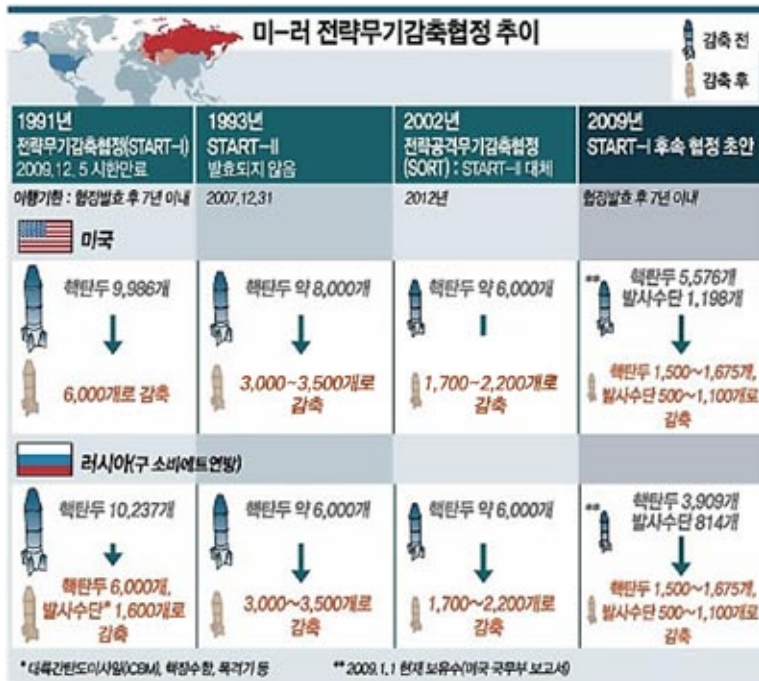 미-러 전략무기감축협정 추이
감축 전
감축 후
1991년
전략무기감축협정(START-I)
2009.12. 5 시한만료
1993년
START-II
발효되지 않음
2002년
전략공격무기감축협정
(SORT) : START-II 대체
2009년
START-I 후속 협정 초안
이행기한 : 협정발효 후 7년 이내
2007.12.31
2012년
협정발효 후 7년 이내
미국
핵탄두 9,986개
6,000개로 감축
핵탄두 약 8,000개
3,000~3,500개로
감축
핵탄두 약 6,000개
1,700~2,200개로
감축
** 핵탄두 5,576개
발사수단 1,198개
핵탄두 1,500~1,675개,
발사수단 500~1,100개로
감축
러시아(구 소비에트연방)
핵탄두 10,237개
핵탄두 6,000개,
발사수단* 1,600개로
감축
핵탄두 약 6,000개
3,000~3,500개로
감축
핵탄두 약 6,000개
1,700~2,200개로
감축
** 핵탄두 3,909개
발사수단 814개
핵탄두 1,500~1,675개,
발사수단 500~1,100개로
감축
* 대륙간탄도미사일(ICBM), 핵잠수함, 폭격기 등
** 2009.1.1 현재 보유수(미국 국무부 보고서)